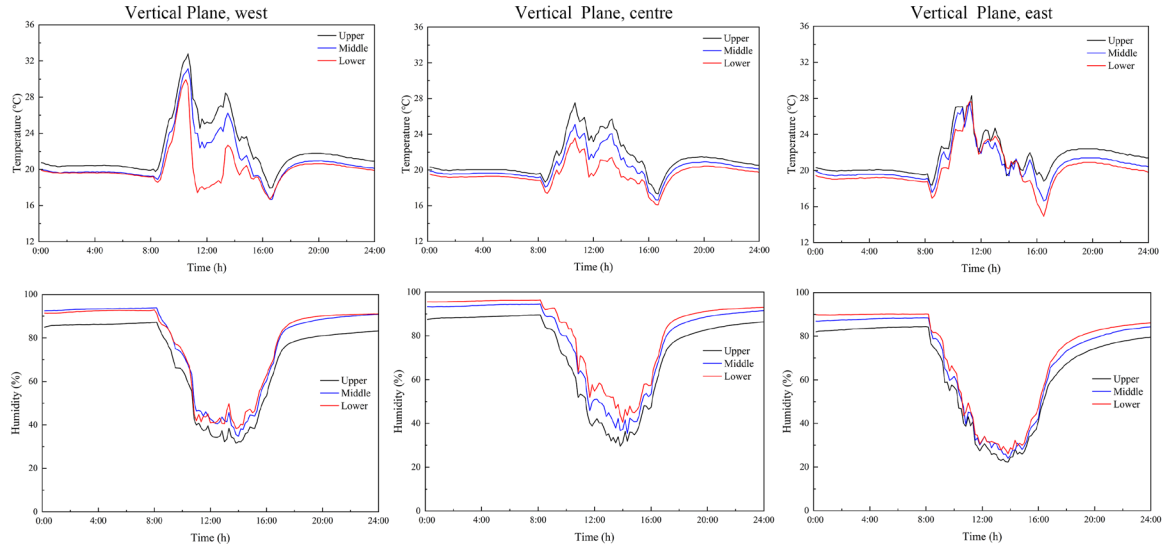 Vertical Plane, west
Vertical Plane, centre
Vertical Plane, east
36
32
28
24
20
16
12
Temperature (℃)
Upper
Middle
Lower
0:00 4:00 8:00 12:00 16:00 20:00 24:00
Time (h)
36
32
28
24
20
16
12
Temperature (℃)
Upper
Middle
Lower
0:00 4:00 8:00 12:00 16:00 20:00 24:00
Time (h)
36
32
28
24
20
16
12
Temperature (℃)
Upper
Middle
Lower
0:00 4:00 8:00 12:00 16:00 20:00 24:00
Time (h)
100
80
60
40
20
0
Humidity (%)
Upper
Middle
Lower
0:00 4:00 8:00 12:00 16:00 20:00 24:00
Time (h)
100
80
60
40
20
0
Humidity (%)
Upper
Middle
Lower
0:00 4:00 8:00 12:00 16:00 20:00 24:00
Time (h)
100
80
60
40
20
0
Humidity (%)
Upper
Middle
Lower
0:00 4:00 8:00 12:00 16:00 20:00 24:00
Time (h)